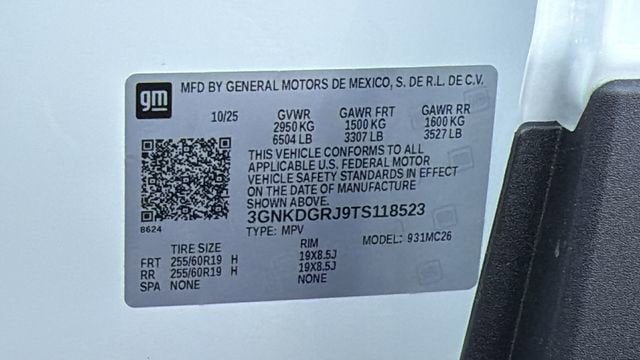 gm
MFD BY GENERAL MOTORS DE MEXICO, S. DE R.L. DE C.V.
10/25 GVWR GAWR FRT GAWR RR
2950 KG 1500 KG 1600 KG
6504 LB 3307 LB 3527 LB
THIS VEHICLE CONFORMS TO ALL
APPLICABLE U.S. FEDERAL MOTOR
VEHICLE SAFETY STANDARDS IN EFFECT
ON THE DATE OF MANUFACTURE
SHOWN ABOVE.
3GNKDGRJ9TS118523
8624
TYPE: MPV MODEL: 931MC26
TIRE SIZE RIM
FRT 255/60R19 H 19X8.5J
RR 255/60R19 H 19X8.5J
SPA NONE NONE